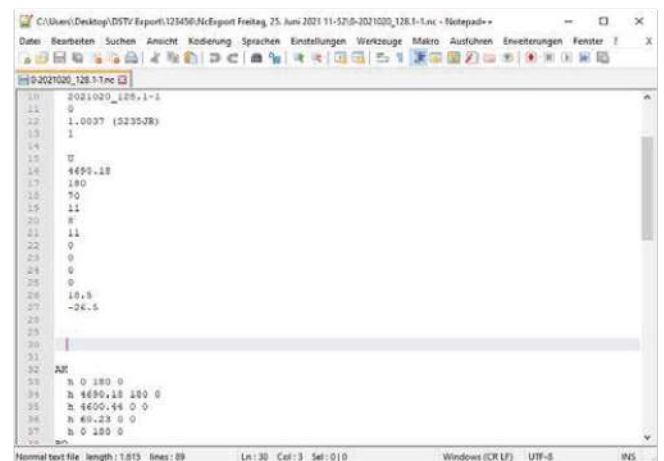 C:\Users\Desktop\DSTV Export\123456\NcExport Freitag, 25. Juni 2021 11-52\0-2021020_128.1-1.nc - Notepad++
Datei Bearbeiten Suchen Ansicht Kodierung Sprachen Einstellungen Werkzeuge Makro Ausführen Erweiterungen Fenster ? X
0-2021020_128.1-1.nc
10 2021020_128.1-1
11 0
12 1.0037 (S235JR)
13 1
14
15 U
16 4690.18
17 180
18 70
19 11
20 8
21 11
22 0
23 0
24 0
25 0
26 18.5
27 -26.5
28
29
30
31
32 AK
33 h 0 180 0
34 h 4690.18 180 0
35 h 4600.44 0 0
36 h 60.23 0 0
37 h 0 180 0
Normal text file length : 1.615 lines : 89 Ln : 30 Col : 3 Sel : 0 | 0 Windows (CR LF) UTF-8 INS